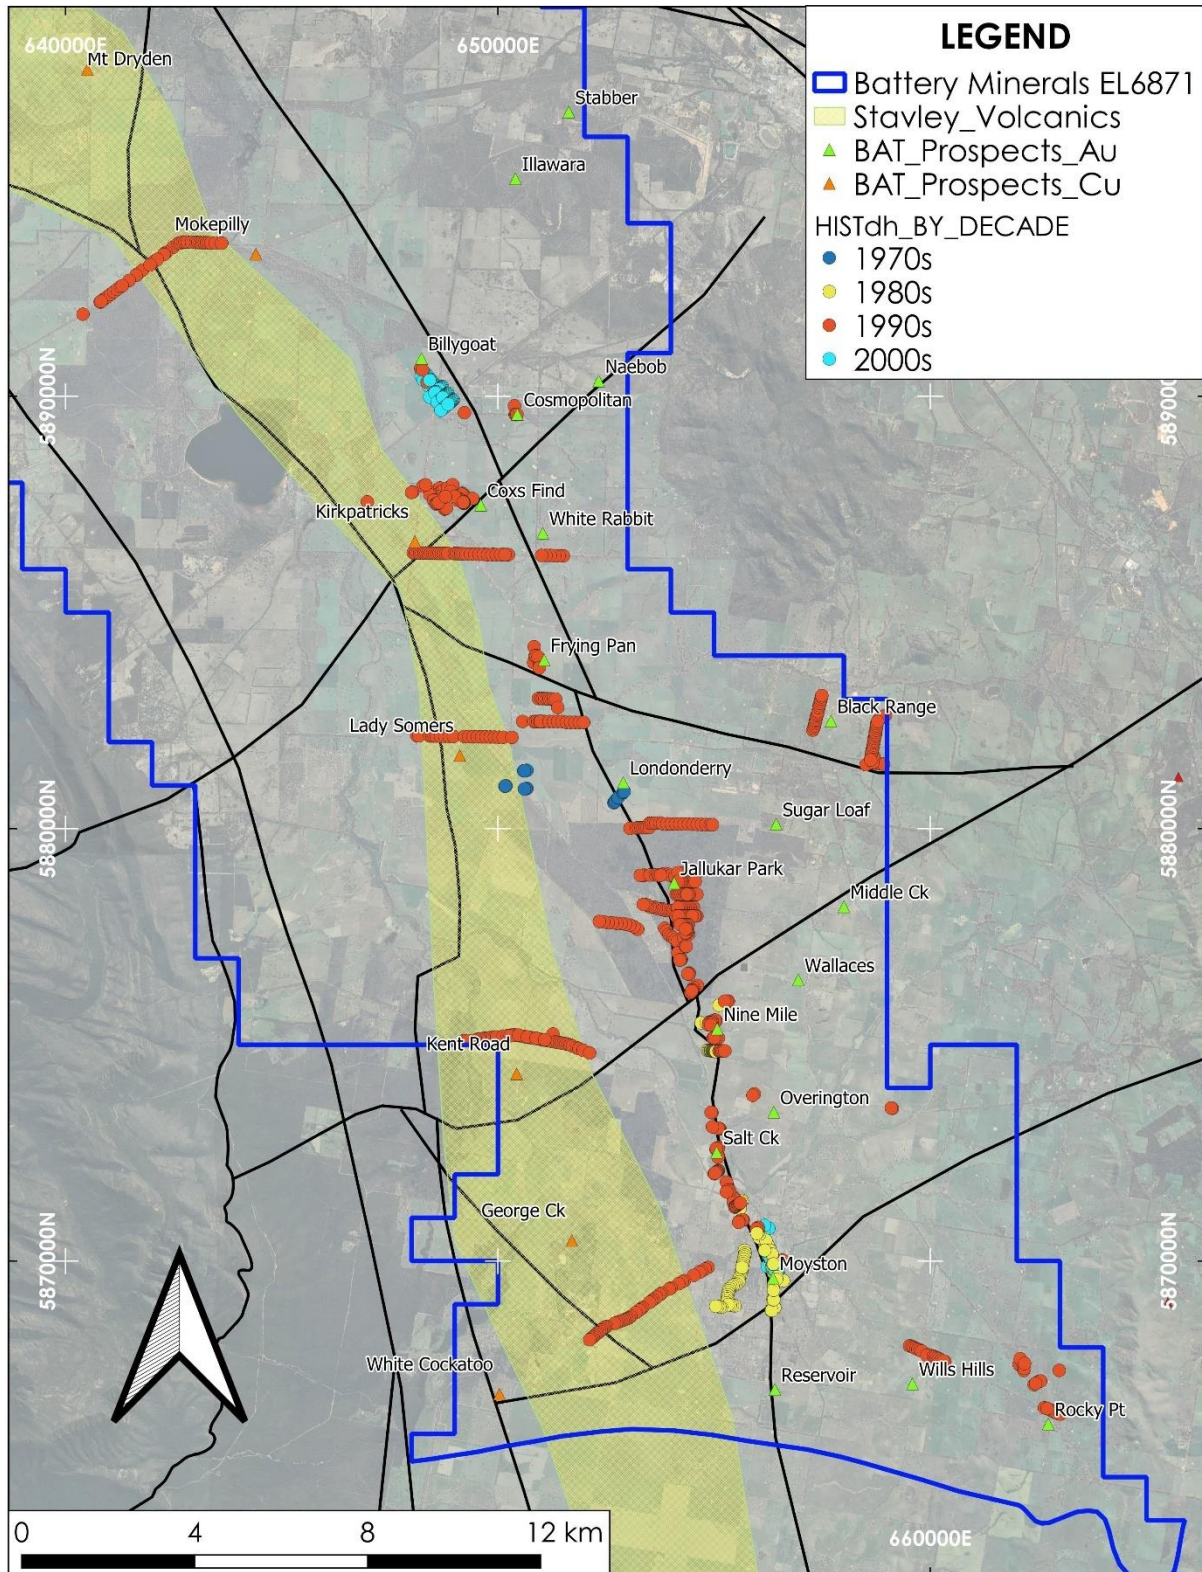 640000E
650000E
LEGEND
Battery Minerals EL6871
Stavley_Volcanics
BAT_Prospects_Au
BAT_Prospects_Cu
HISTdh_BY_DECADE
1970s
1980s
1990s
2000s
Mt Dryden
Stabber
Illawara
Mokepilly
Billygoat
Naebob
5890000N
Cosmopolitan
5890000N
Coxs Find
Kirkpatricks
White Rabbit
Frying Pan
Lady Somers
Black Range
Londonderry
5880000N
Sugar Loaf
5880000N
Jallukar Park
Middle Ck
Wallaces
Nine Mile
Kent Road
Overington
Salt Ck
George Ck
5870000N
Moyston
5870000N
White Cockatoo
Reservoir
Wills Hills
Rocky Pt
0 4 8 12 km
660000E